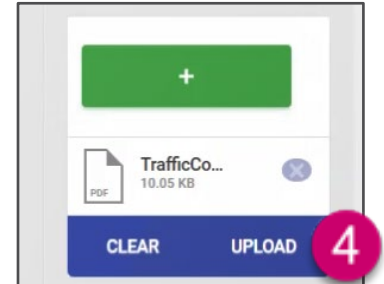 +
TrafficCo...
10.05 KB
PDF
CLEAR UPLOAD
4